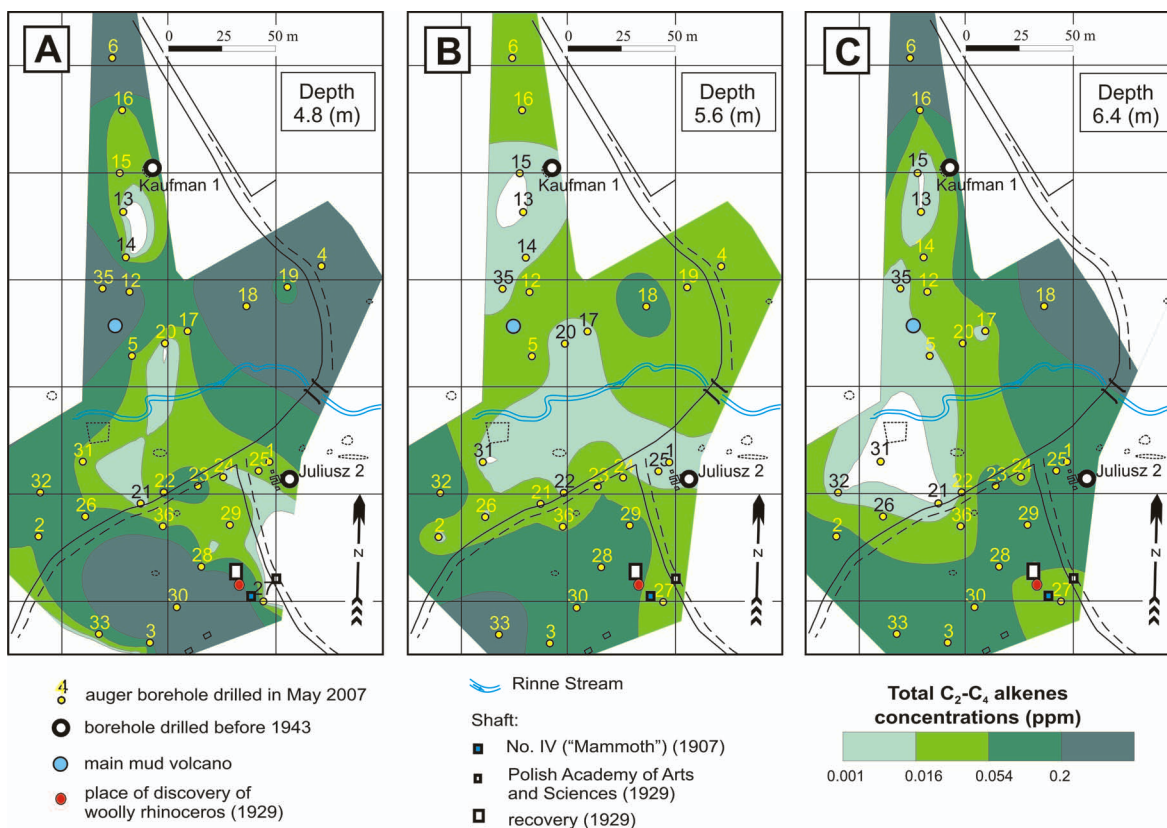 A
0 25 50 m
Depth
4.8 (m)
6
16
15
Kaufman 1
13
14
35 12
4
19
18
17
20
5
31
1
25
Juliusz 2
24
32
22 23
21
26
36
29
2
28
27
30
33
3
N
B
0 25 50 m
Depth
5.6 (m)
6
16
15
Kaufman 1
13
14
35 12
4
19
18
17
20
5
31
1
25
Juliusz 2
24
32
22 23
21
26
36
29
2
28
27
30
33
3
N
C
0 25 50 m
Depth
6.4 (m)
6
16
15
Kaufman 1
13
14
35 12
18
17
20
5
31
1
25
Juliusz 2
24
32
22 23
21
26
36
29
2
28
27
30
33
3
N
4 auger borehole drilled in May 2007
borehole drilled before 1943
main mud volcano
place of discovery of
woolly rhinoceros (1929)
Rinne Stream
Shaft:
No. IV ("Mammoth") (1907)
Polish Academy of Arts
and Sciences (1929)
recovery (1929)
Total C₂-C₄ alkenes
concentrations (ppm)
0.001 0.016 0.054 0.2